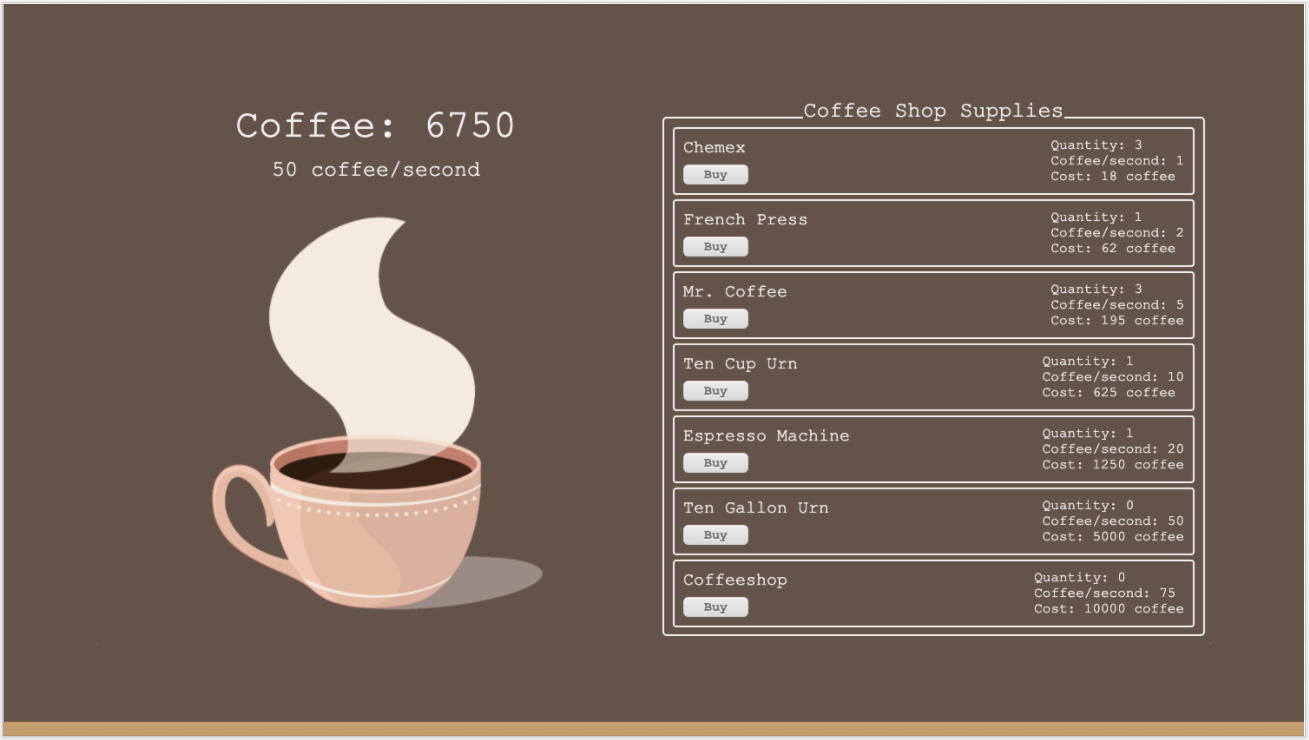 Coffee: 6750
50 coffee/second
Coffee Shop Supplies
Chemex
Buy
Quantity: 3
Coffee/second: 1
Cost: 18 coffee
French Press
Buy
Quantity: 1
Coffee/second: 2
Cost: 62 coffee
Mr. Coffee
Buy
Quantity: 3
Coffee/second: 5
Cost: 195 coffee
Ten Cup Urn
Buy
Quantity: 1
Coffee/second: 10
Cost: 625 coffee
Espresso Machine
Buy
Quantity: 1
Coffee/second: 20
Cost: 1250 coffee
Ten Gallon Urn
Buy
Quantity: 0
Coffee/second: 50
Cost: 5000 coffee
Coffeeshop
Buy
Quantity: 0
Coffee/second: 75
Cost: 10000 coffee